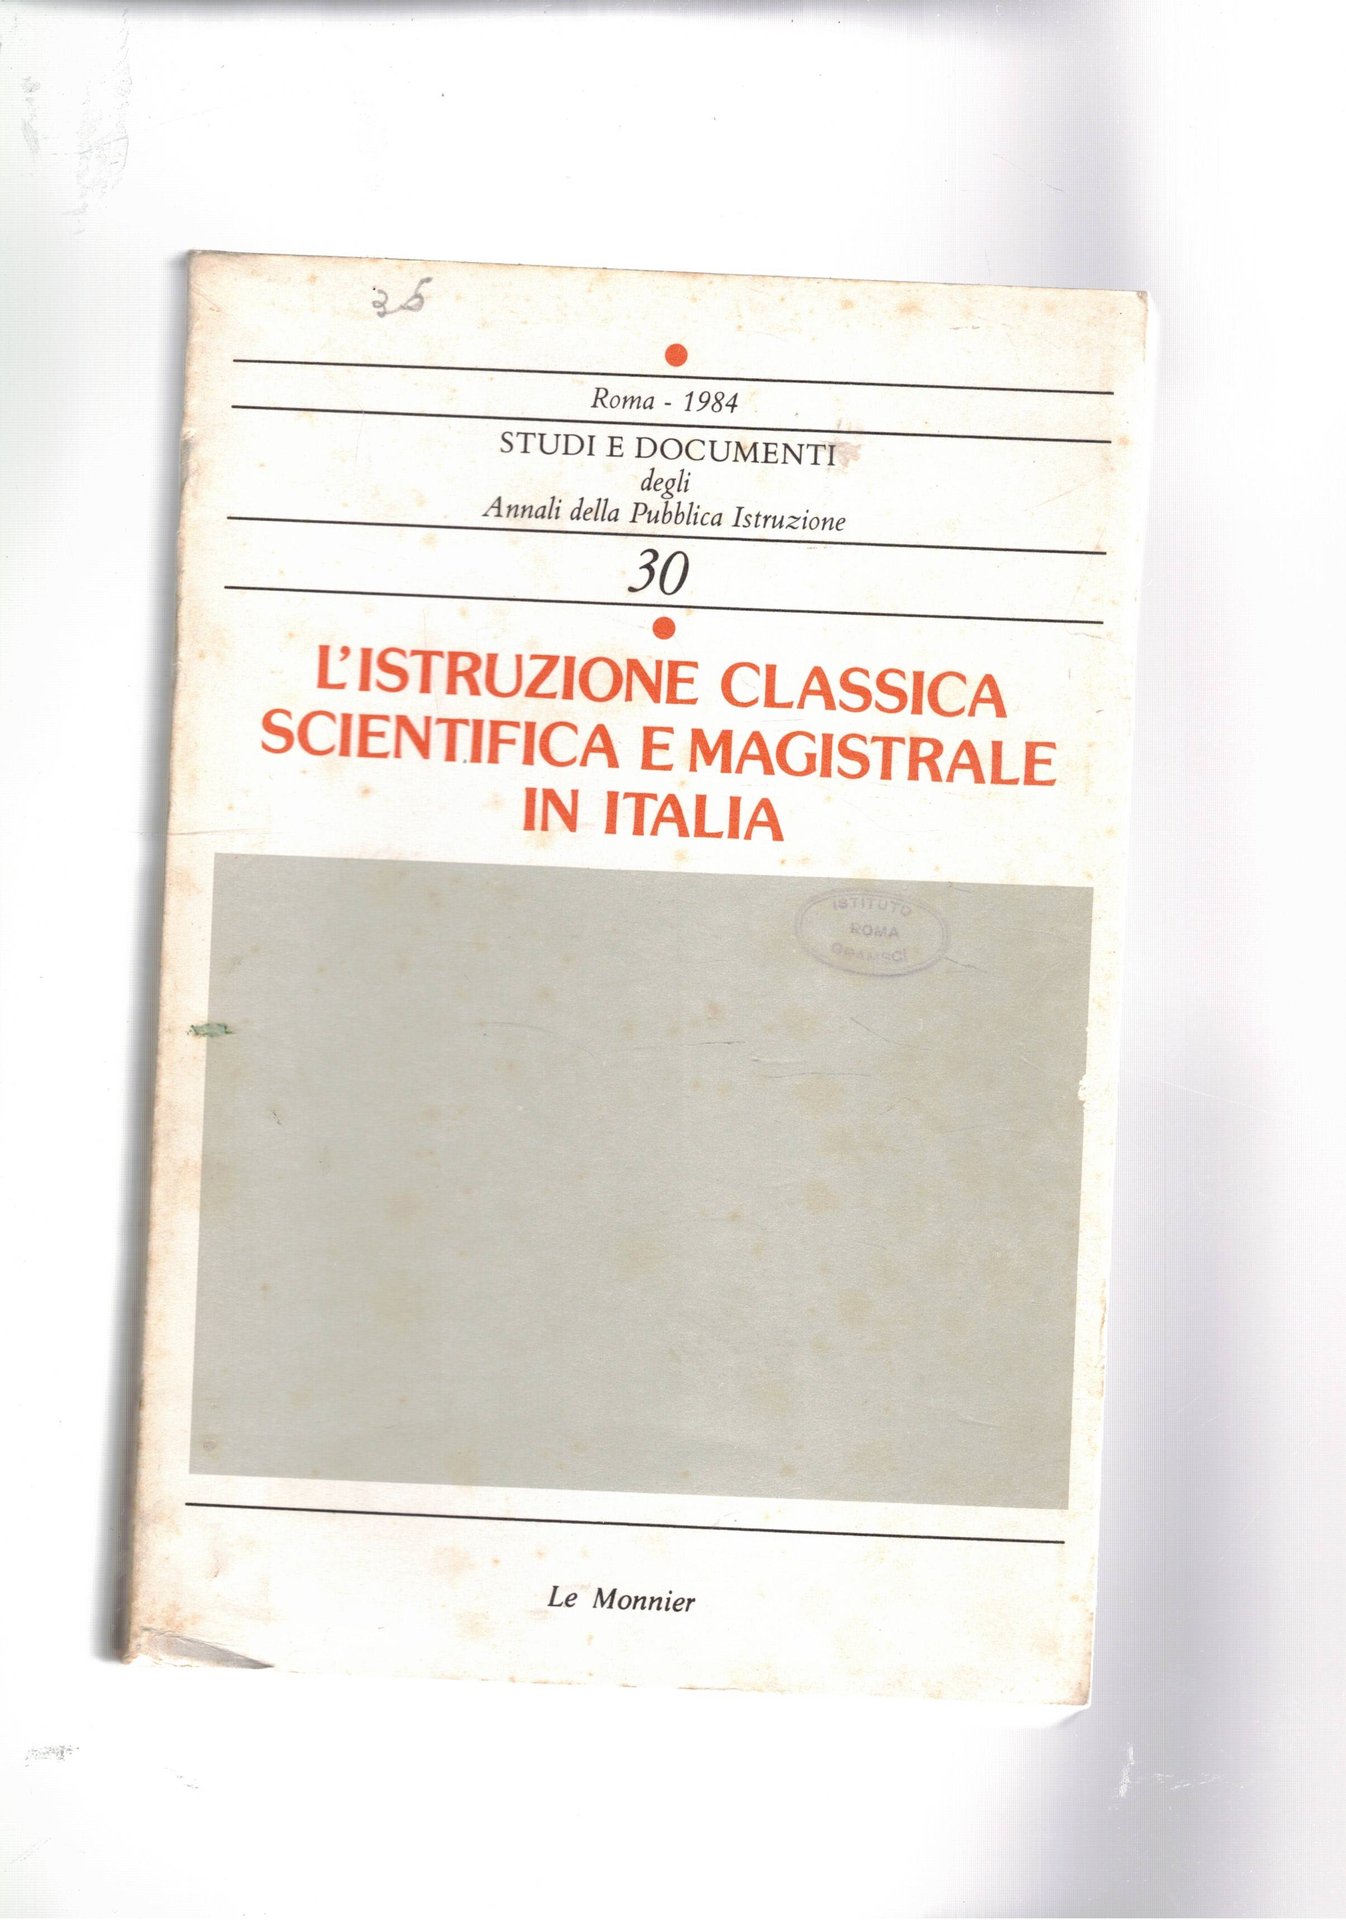 Roma - 1984
STUDI E DOCUMENTI
degli
Annali della Pubblica Istruzione
30
L'ISTRUZIONE CLASSICA
SCIENTIFICA E MAGISTRALE
IN ITALIA
ISTITUTO
ROMA
GRAMSCI
Le Monnier